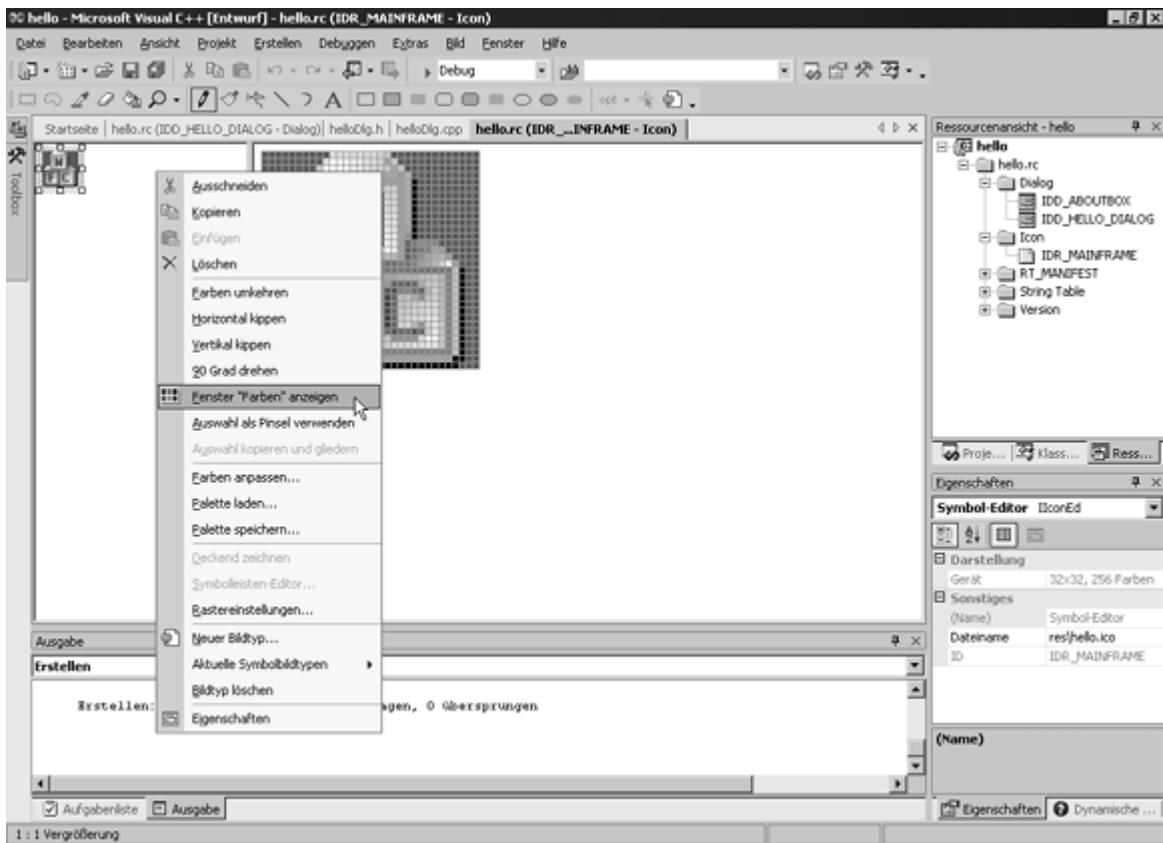 hello - Microsoft Visual C++ [Entwurf] - hello.rc (IDR_MAINFRAME - Icon)
Datei Bearbeiten Ansicht Projekt Erstellen Debuggen Extras Bild Fenster Hilfe
Debug
opt
Startseite hello.rc (IDD_HELLO_DIALOG - Dialog) helloDlg.h helloDlg.cpp hello.rc (IDR_...INFRAME - Icon)
Toolbox
M
F C
C
Ausschneiden
Kopieren
Einfügen
Löschen
Farben umkehren
Horizontal kippen
Vertikal kippen
90 Grad drehen
Fenster "Farben" anzeigen
Auswahl als Pinsel verwenden
Auswahl kopieren und gliedern
Farben anpassen...
Palette laden...
Palette speichern...
Deckend zeichnen
Symbolleisten-Editor...
Rastereinstellungen...
Neuer Bildtyp...
Aktuelle Symbolbildtypen
Bildtyp löschen
Eigenschaften
Ressourcenansicht - hello
hello
hello.rc
Dialog
IDD_ABOUTBOX
IDD_HELLO_DIALOG
Icon
IDR_MAINFRAME
RT_MANIFEST
String Table
Version
Proje... Klass... Ress...
Eigenschaften
Symbol-Editor IIconEd
Darstellung
Gerät 32x32, 256 Farben
Sonstiges
(Name) Symbol-Editor
Dateiname res\hello.ico
ID IDR_MAINFRAME
(Name)
Eigenschaften Dynamische ...
Ausgabe
Erstellen
Erstellen: gen, 0 übersprungen
Aufgabenliste Ausgabe
1 : 1 Vergrößerung